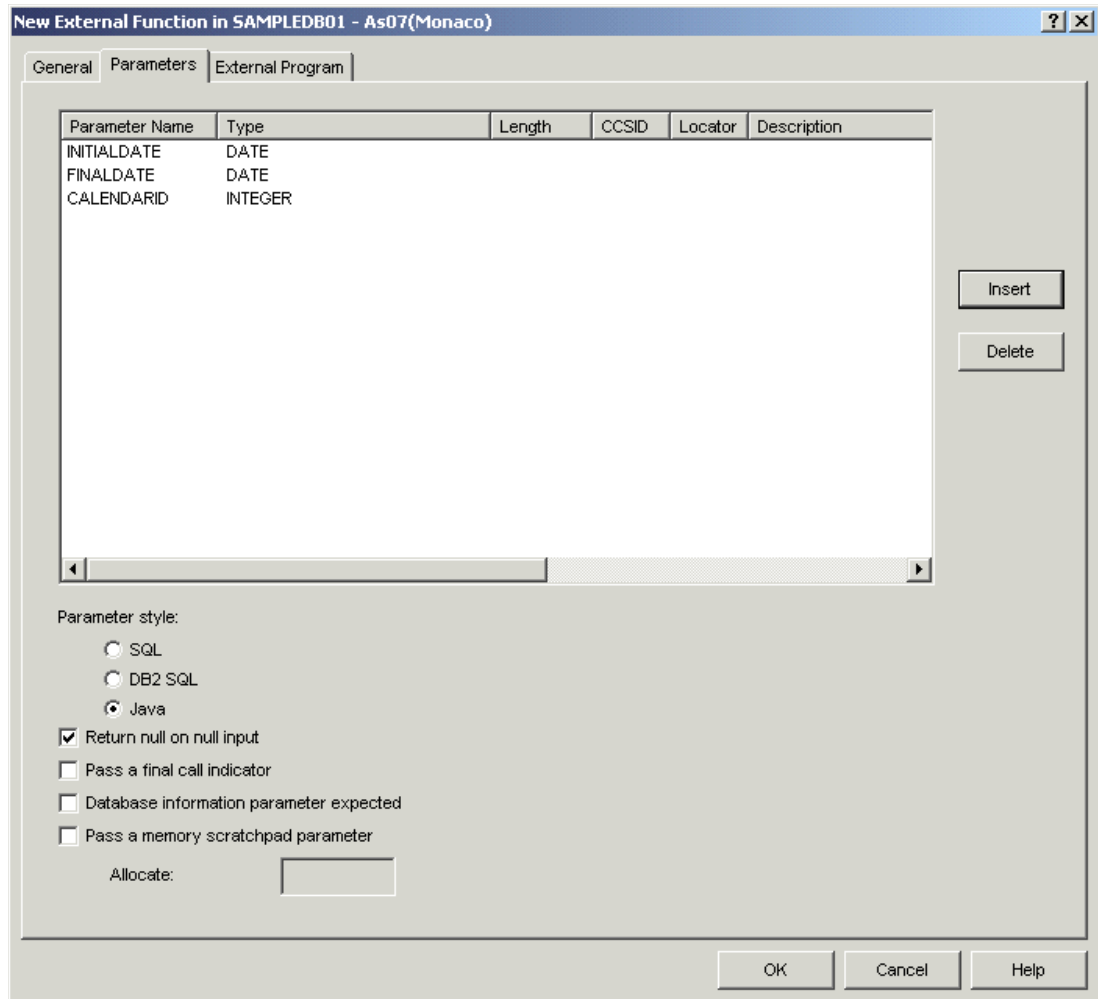 New External Function in SAMPLEDB01 - As07(Monaco)
General Parameters External Program
Parameter Name Type Length CCSID Locator Description
INITIALDATE DATE
FINALDATE DATE
CALENDARID INTEGER
Insert
Delete
Parameter style:
SQL
DB2 SQL
Java
Return null on null input
Pass a final call indicator
Database information parameter expected
Pass a memory scratchpad parameter
Allocate:
OK Cancel Help